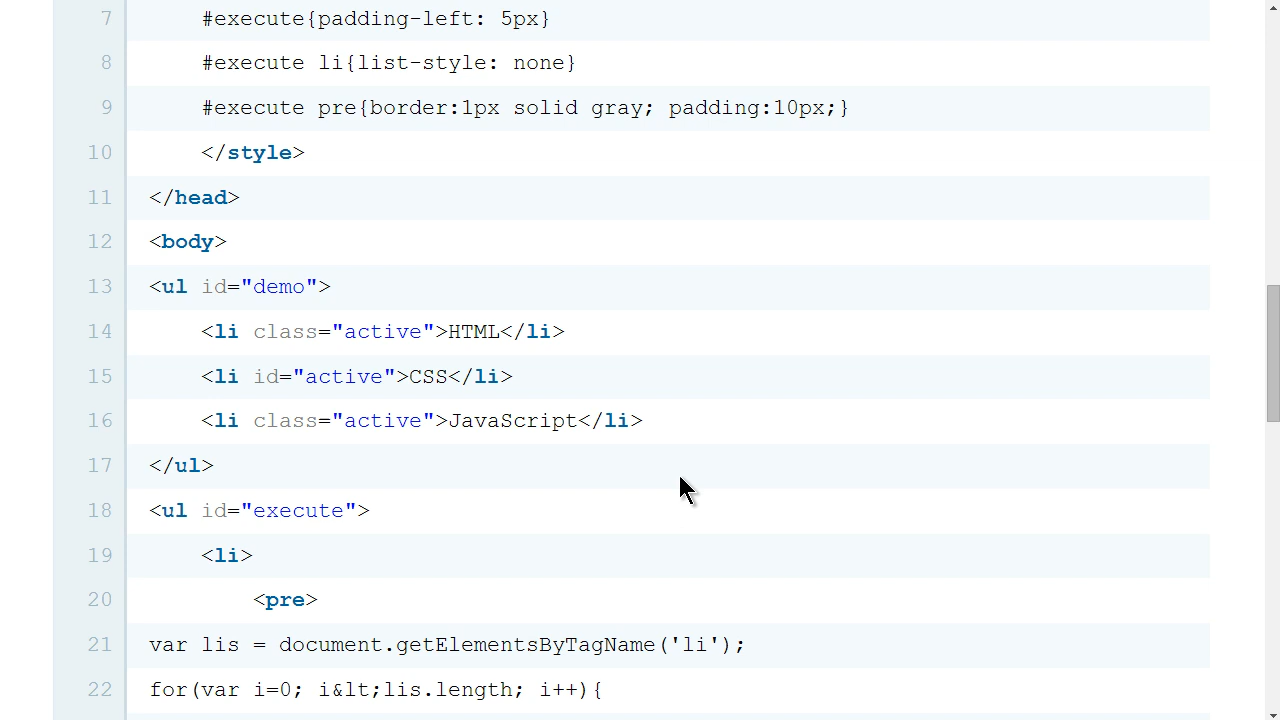 7 #execute{padding-left: 5px}
8 #execute li{list-style: none}
9 #execute pre{border:1px solid gray; padding:10px;}
10 </style>
11 </head>
12 <body>
13 <ul id="demo">
14 <li class="active">HTML</li>
15 <li id="active">CSS</li>
16 <li class="active">JavaScript</li>
17 </ul>
18 <ul id="execute">
19 <li>
20 <pre>
21 var lis = document.getElementsByTagName('li');
22 for(var i=0; i&lt;lis.length; i++){